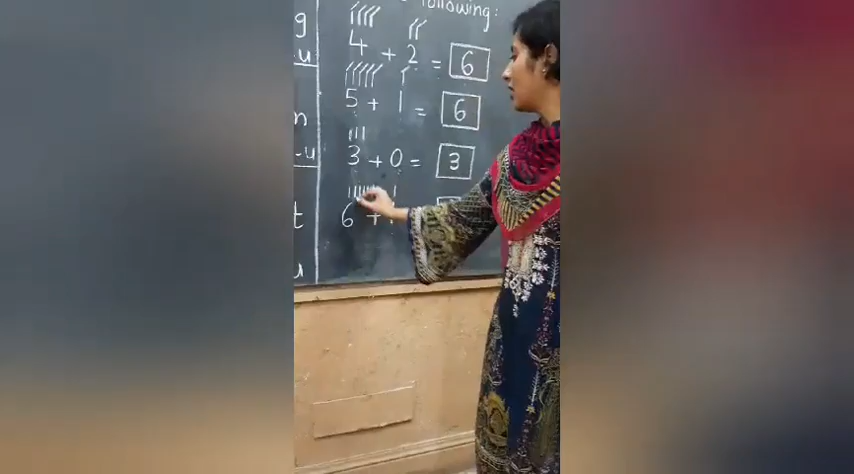 following:
4 + 2 = 6
5 + 1 = 6
3 + 0 = 3
6 +
g
u
n
-u
t
u